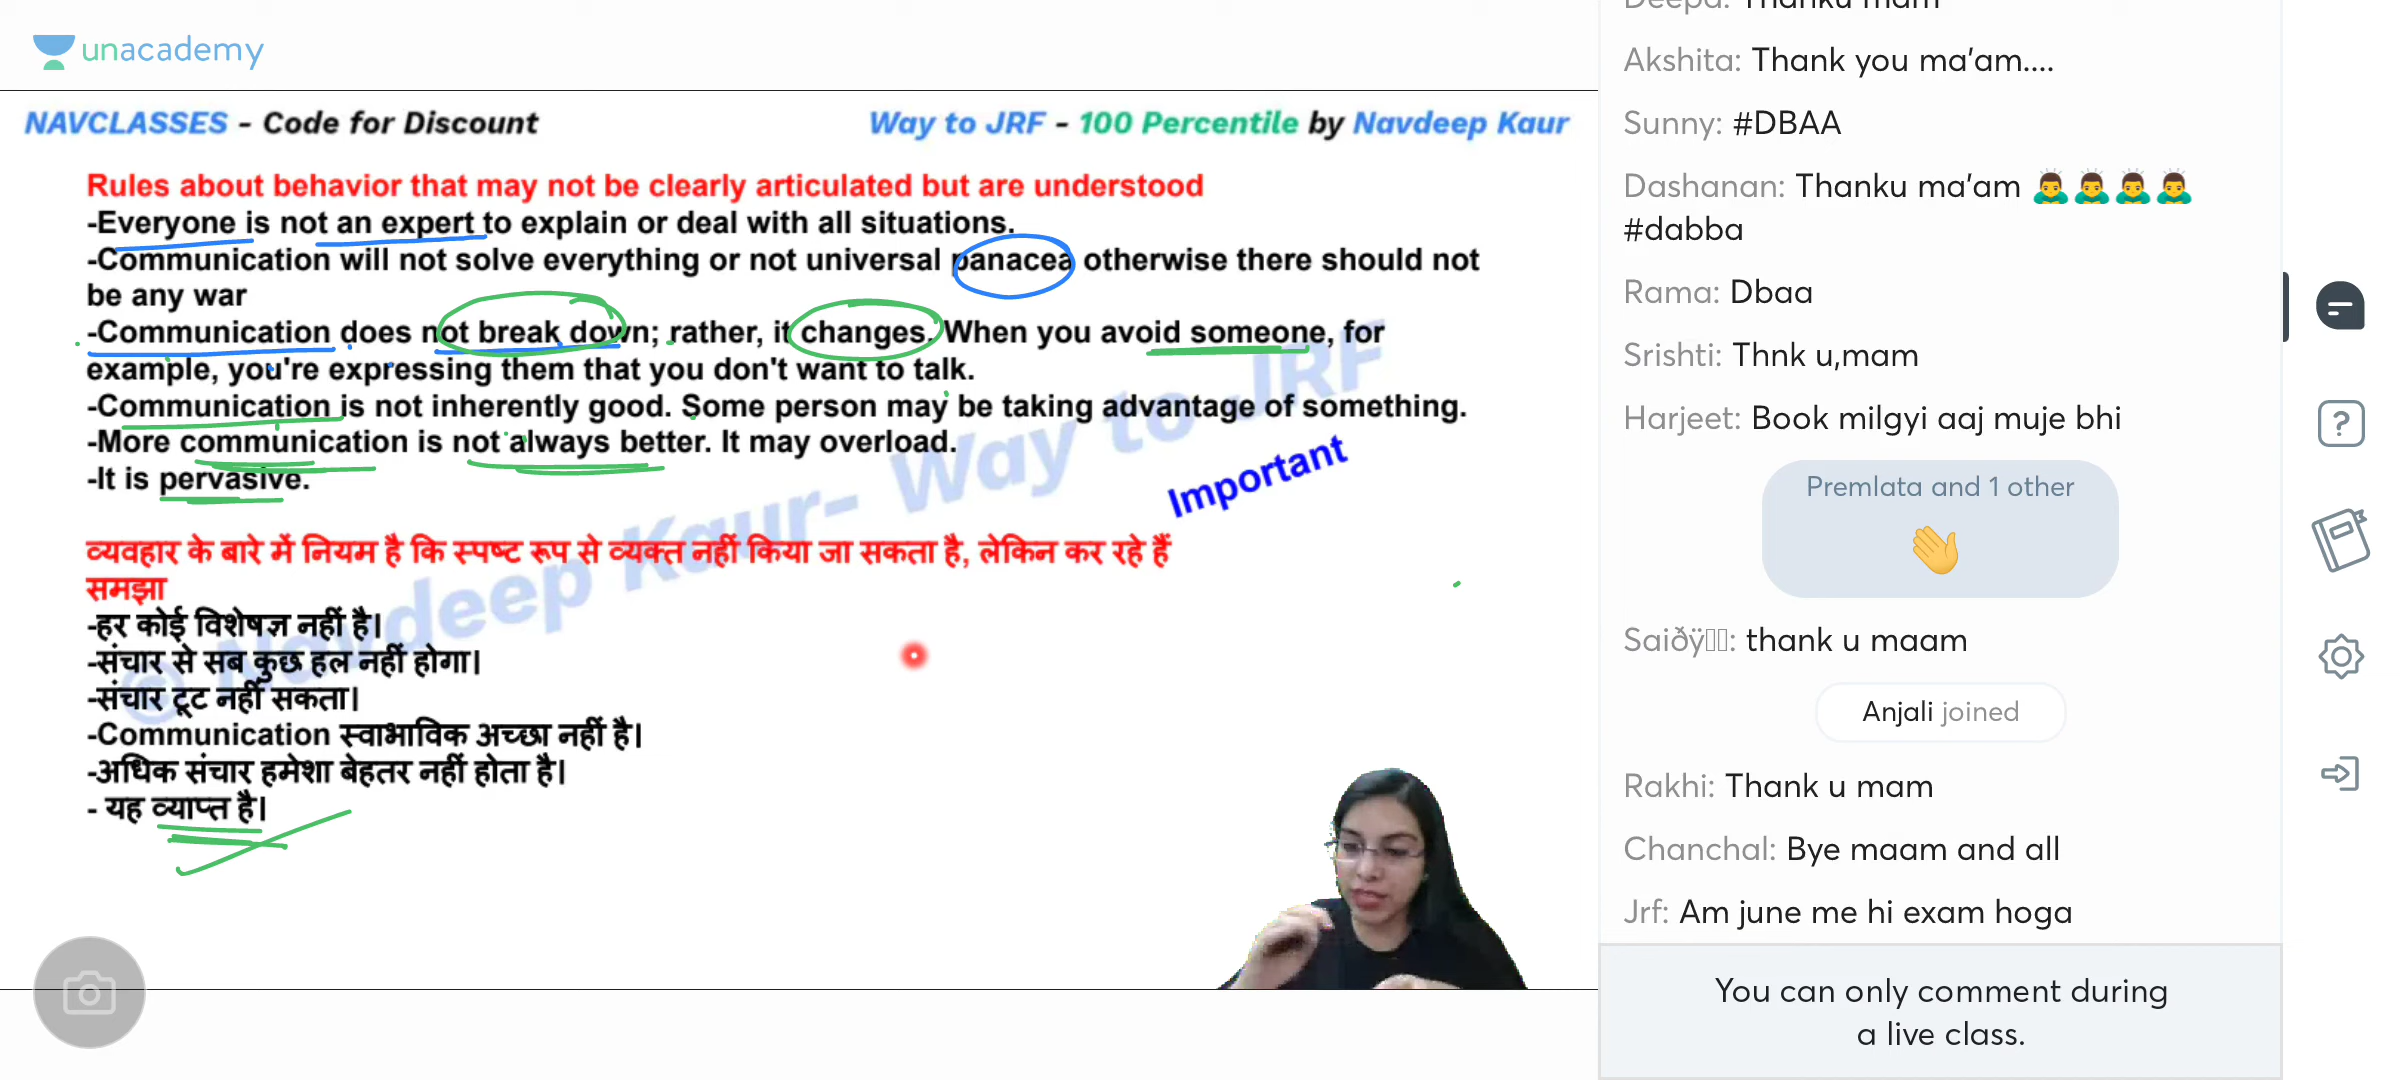 unacademy
NAVCLASSES - Code for Discount
Way to JRF - 100 Percentile by Navdeep Kaur
Rules about behavior that may not be clearly articulated but are understood
-Everyone is not an expert to explain or deal with all situations.
-Communication will not solve everything or not universal panacea otherwise there should not
be any war
-Communication does not break down; rather, it changes. When you avoid someone, for
example, you're expressing them that you don't want to talk.
-Communication is not inherently good. Some person may be taking advantage of something.
-More communication is not always better. It may overload.
-It is pervasive.
Important
© Navdeep Kaur- Way to JRF
व्यवहार के बारे में नियम है कि स्पष्ट रूप से व्यक्त नहीं किया जा सकता है, लेकिन कर रहे हैं
समझा
-हर कोई विशेषज्ञ नहीं है।
-संचार से सब कुछ हल नहीं होगा।
-संचार टूट नहीं सकता।
-Communication स्वाभाविक अच्छा नहीं है।
-अधिक संचार हमेशा बेहतर नहीं होता है।
- यह व्याप्त है।
Deepa: Thanku mam
Akshita: Thank you ma'am....
Sunny: #DBAA
Dashanan: Thanku ma'am 🙇‍♂️🙇‍♂️🙇‍♂️🙇‍♂️
#dabba
Rama: Dbaa
Srishti: Thnk u,mam
Harjeet: Book milgyi aaj muje bhi
Premlata and 1 other
👋
Saiðÿ: thank u maam
Anjali joined
Rakhi: Thank u mam
Chanchal: Bye maam and all
Jrf: Am june me hi exam hoga
You can only comment during
a live class.